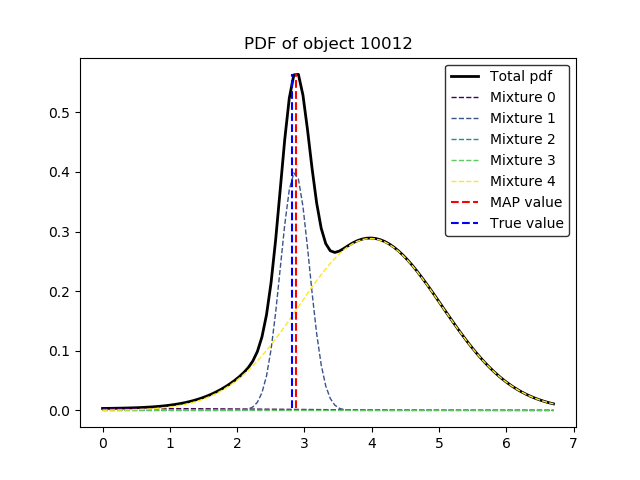 PDF of object 10012
Total pdf
Mixture 0
Mixture 1
Mixture 2
Mixture 3
Mixture 4
MAP value
True value
0.5
0.4
0.3
0.2
0.1
0.0
0 1 2 3 4 5 6 7